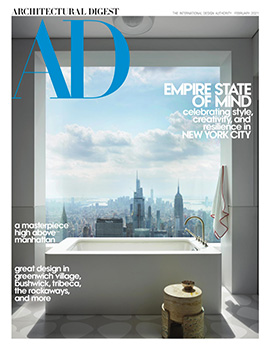 ARCHITECTURAL DIGEST
THE INTERNATIONAL DESIGN AUTHORITY FEBRUARY 2021
AD
EMPIRE STATE
OF MIND
celebrating style,
creativity, and
resilience in
NEW YORK CITY
a masterpiece
high above
manhattan
great design in
greenwich village,
bushwick, tribeca,
the rockaways,
and more